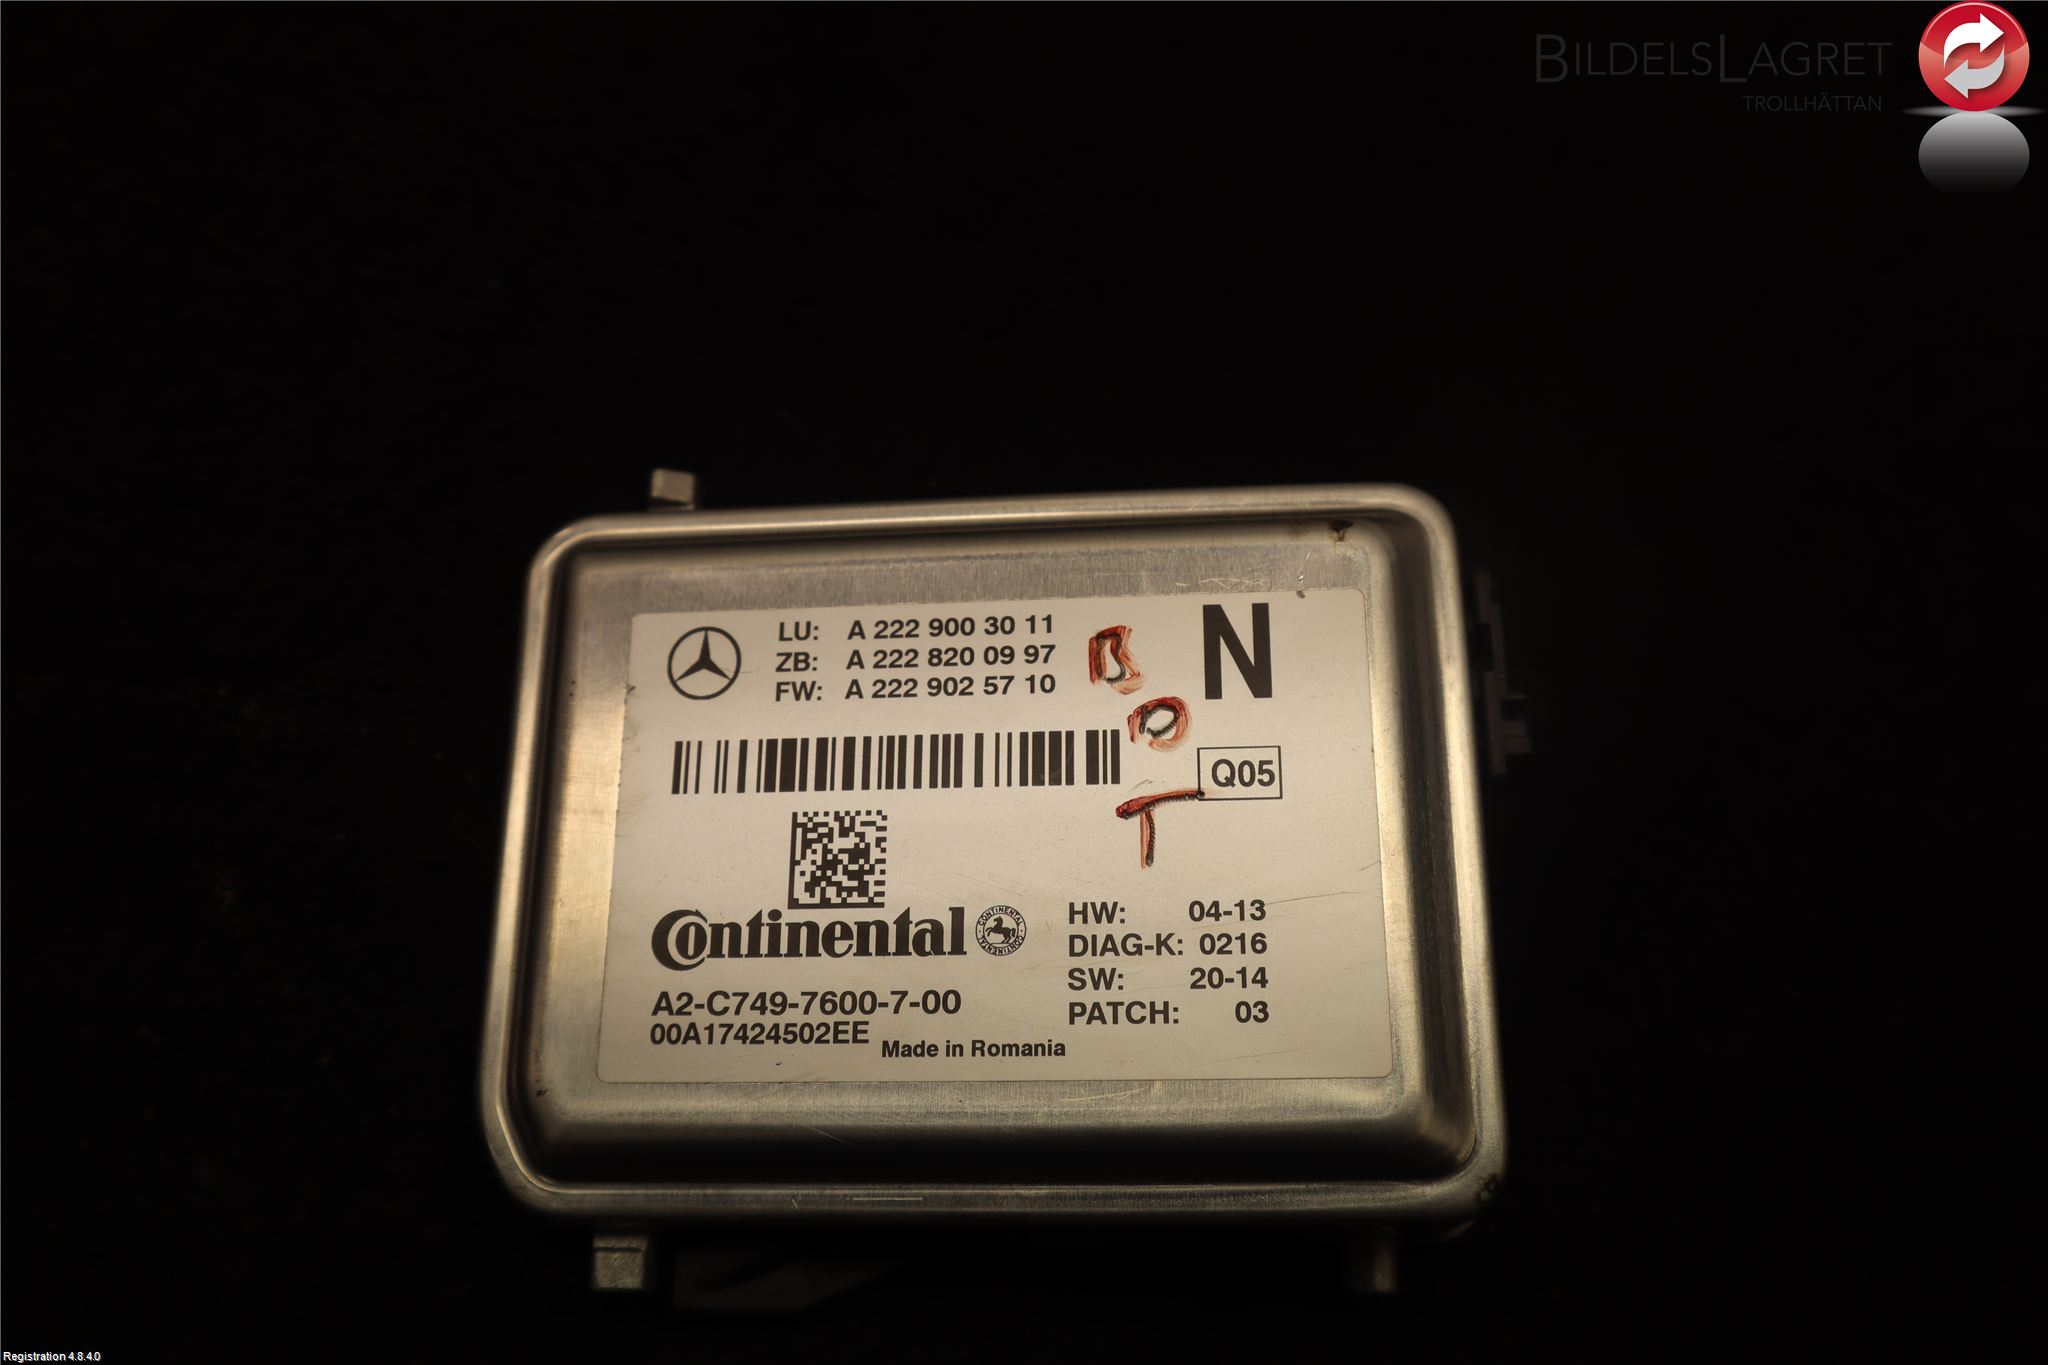 BILDELSLAGRET
TROLLHÄTTAN
LU: A 222 900 30 11
ZB: A 222 820 09 97
FW: A 222 902 57 10
N
B
O
T
Q05
Continental
CONTINENTAL
CONTINENTAL
HW: 04-13
DIAG-K: 0216
SW: 20-14
PATCH: 03
A2-C749-7600-7-00
00A17424502EE
Made in Romania
Registration 4.8.4.0